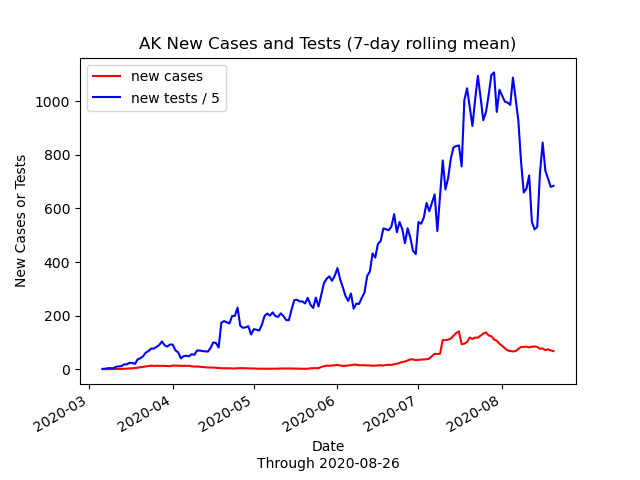 AK New Cases and Tests (7-day rolling mean)
new cases
new tests / 5
New Cases or Tests
1000
800
600
400
200
0
2020-03
2020-04
2020-05
2020-06
2020-07
2020-08
Date
Through 2020-08-26